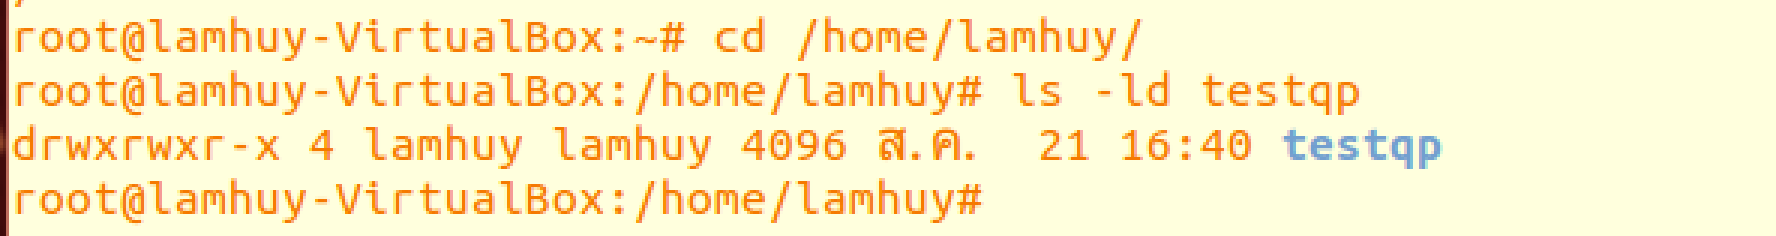 root@lamhuy-VirtualBox:~# cd /home/lamhuy/
root@lamhuy-VirtualBox:/home/lamhuy# ls -ld testqp
drwxrwxr-x 4 lamhuy lamhuy 4096 ส.ค.  21 16:40 testqp
root@lamhuy-VirtualBox:/home/lamhuy#